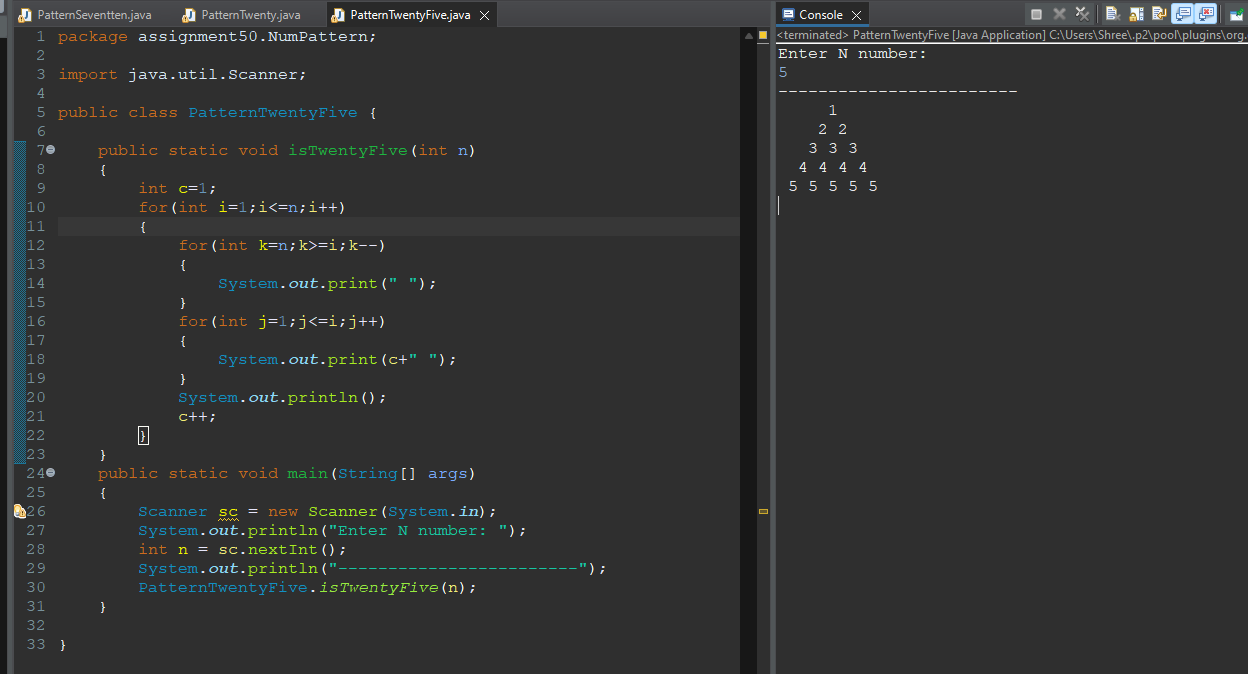 PatternSeventten.java PatternTwenty.java PatternTwentyFive.java
1 package assignment50.NumPattern;
2
3 import java.util.Scanner;
4
5 public class PatternTwentyFive {
6
7 public static void isTwentyFive(int n)
8 {
9 int c=1;
10 for(int i=1;i<=n;i++)
11 {
12 for(int k=n;k>=i;k--)
13 {
14 System.out.print(" ");
15 }
16 for(int j=1;j<=i;j++)
17 {
18 System.out.print(c+" ");
19 }
20 System.out.println();
21 c++;
22 }
23 }
24 public static void main(String[] args)
25 {
26 Scanner sc = new Scanner(System.in);
27 System.out.println("Enter N number: ");
28 int n = sc.nextInt();
29 System.out.println("------------------------");
30 PatternTwentyFive.isTwentyFive(n);
31 }
32
33 }
Console
<terminated> PatternTwentyFive [Java Application] C:\Users\Shree\.p2\pool\plugins\org.
Enter N number:
5
------------------------
1
2 2
3 3 3
4 4 4 4
5 5 5 5 5